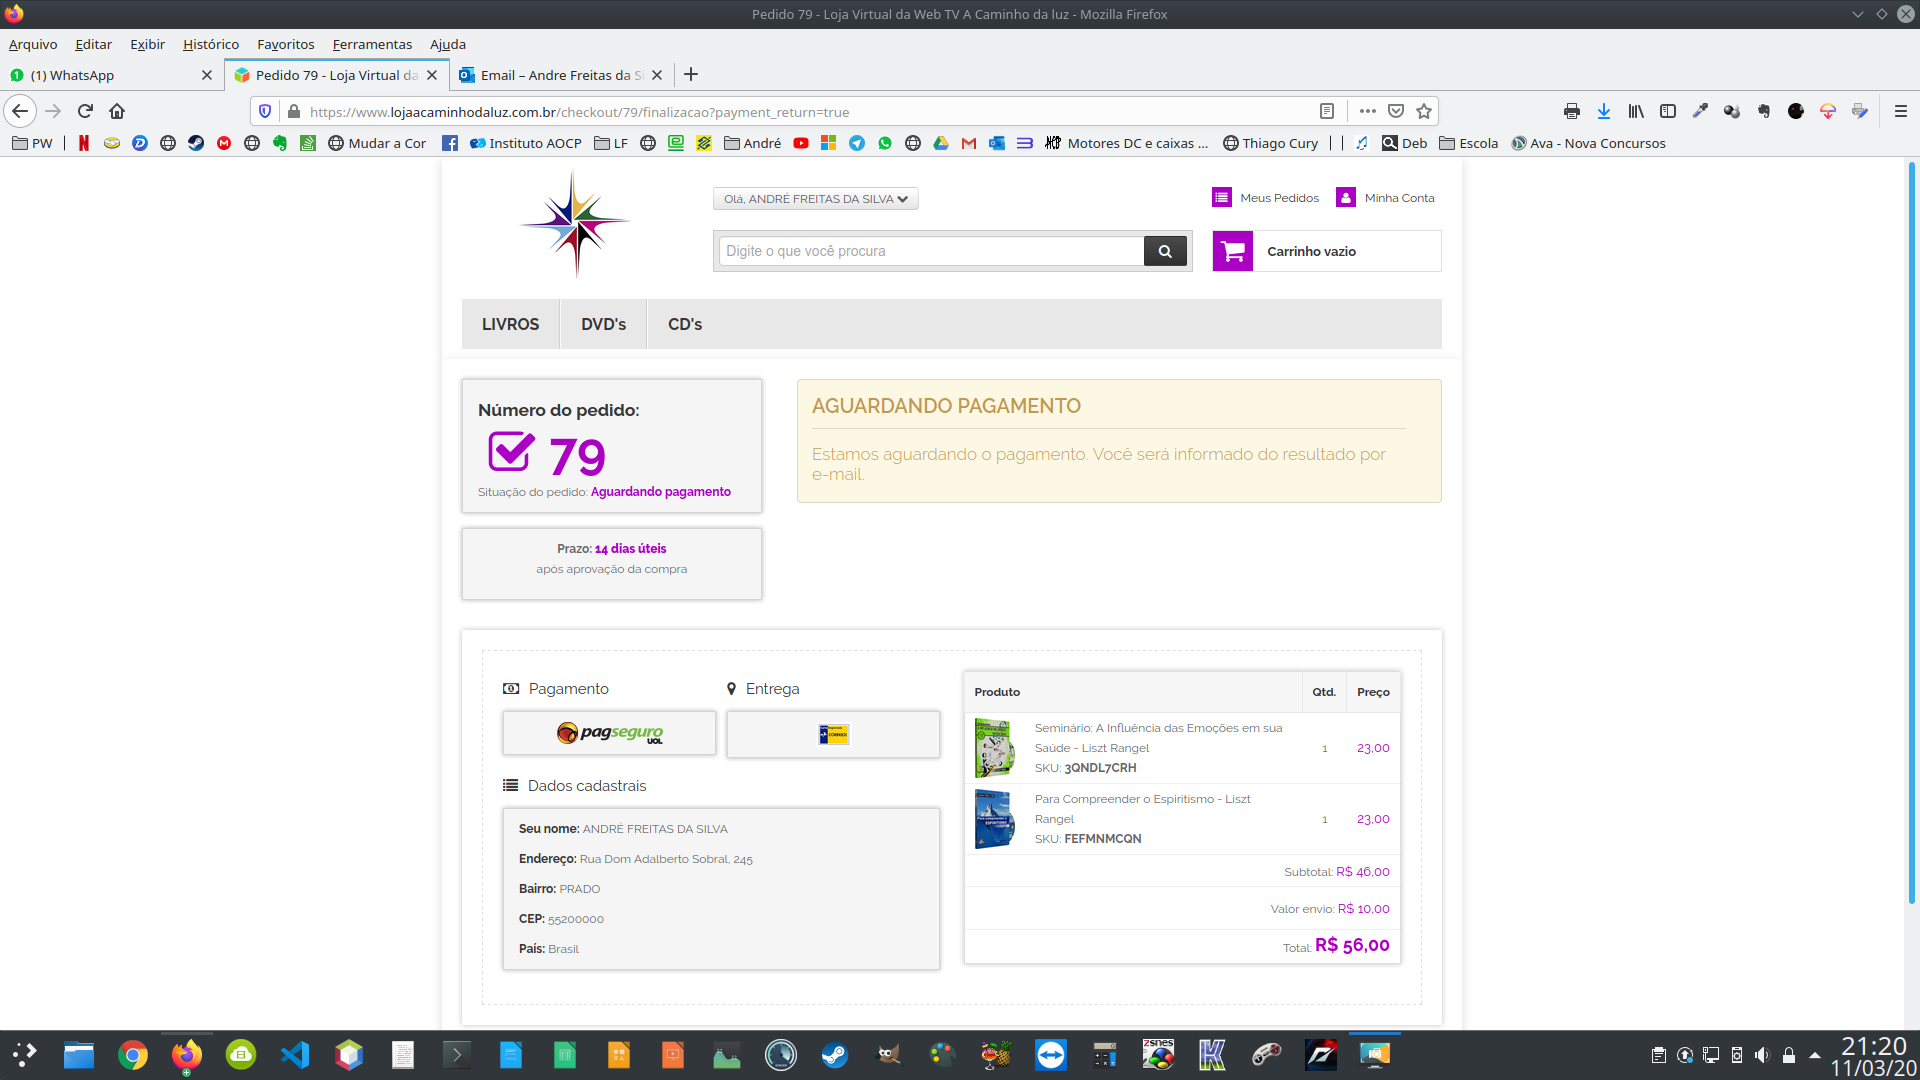 Pedido 79 - Loja Virtual da Web TV A Caminho da luz - Mozilla Firefox
Arquivo Editar Exibir Histórico Favoritos Ferramentas Ajuda
(1) WhatsApp
Pedido 79 - Loja Virtual da
Email – Andre Freitas da S
https://www.lojaacaminhodaluz.com.br/checkout/79/finalizacao?payment_return=true
PW | Mudar a Cor Instituto AOCP LF André Motores DC e caixas ... Thiago Cury | | Deb Escola Ava - Nova Concursos
Olá, ANDRÉ FREITAS DA SILVA
Meus Pedidos
Minha Conta
Digite o que você procura
Carrinho vazio
LIVROS DVD's CD's
Número do pedido:
79
Situação do pedido: Aguardando pagamento
AGUARDANDO PAGAMENTO
Estamos aguardando o pagamento. Você será informado do resultado por
e-mail.
Prazo: 14 dias úteis
após aprovação da compra
Pagamento
Entrega
pagseguro
UOL
CORREIOS
Dados cadastrais
Seu nome: ANDRÉ FREITAS DA SILVA
Endereço: Rua Dom Adalberto Sobral, 245
Bairro: PRADO
CEP: 55200000
País: Brasil
Produto Qtd. Preço
Seminário: A Influência das Emoções em sua
Saúde - Liszt Rangel
SKU: 3QNDL7CRH
1 23,00
Para Compreender o Espiritismo - Liszt
Rangel
SKU: FEFMNMCQN
1 23,00
Subtotal: R$ 46,00
Valor envio: R$ 10,00
Total: R$ 56,00
zsnes
21:20
11/03/20